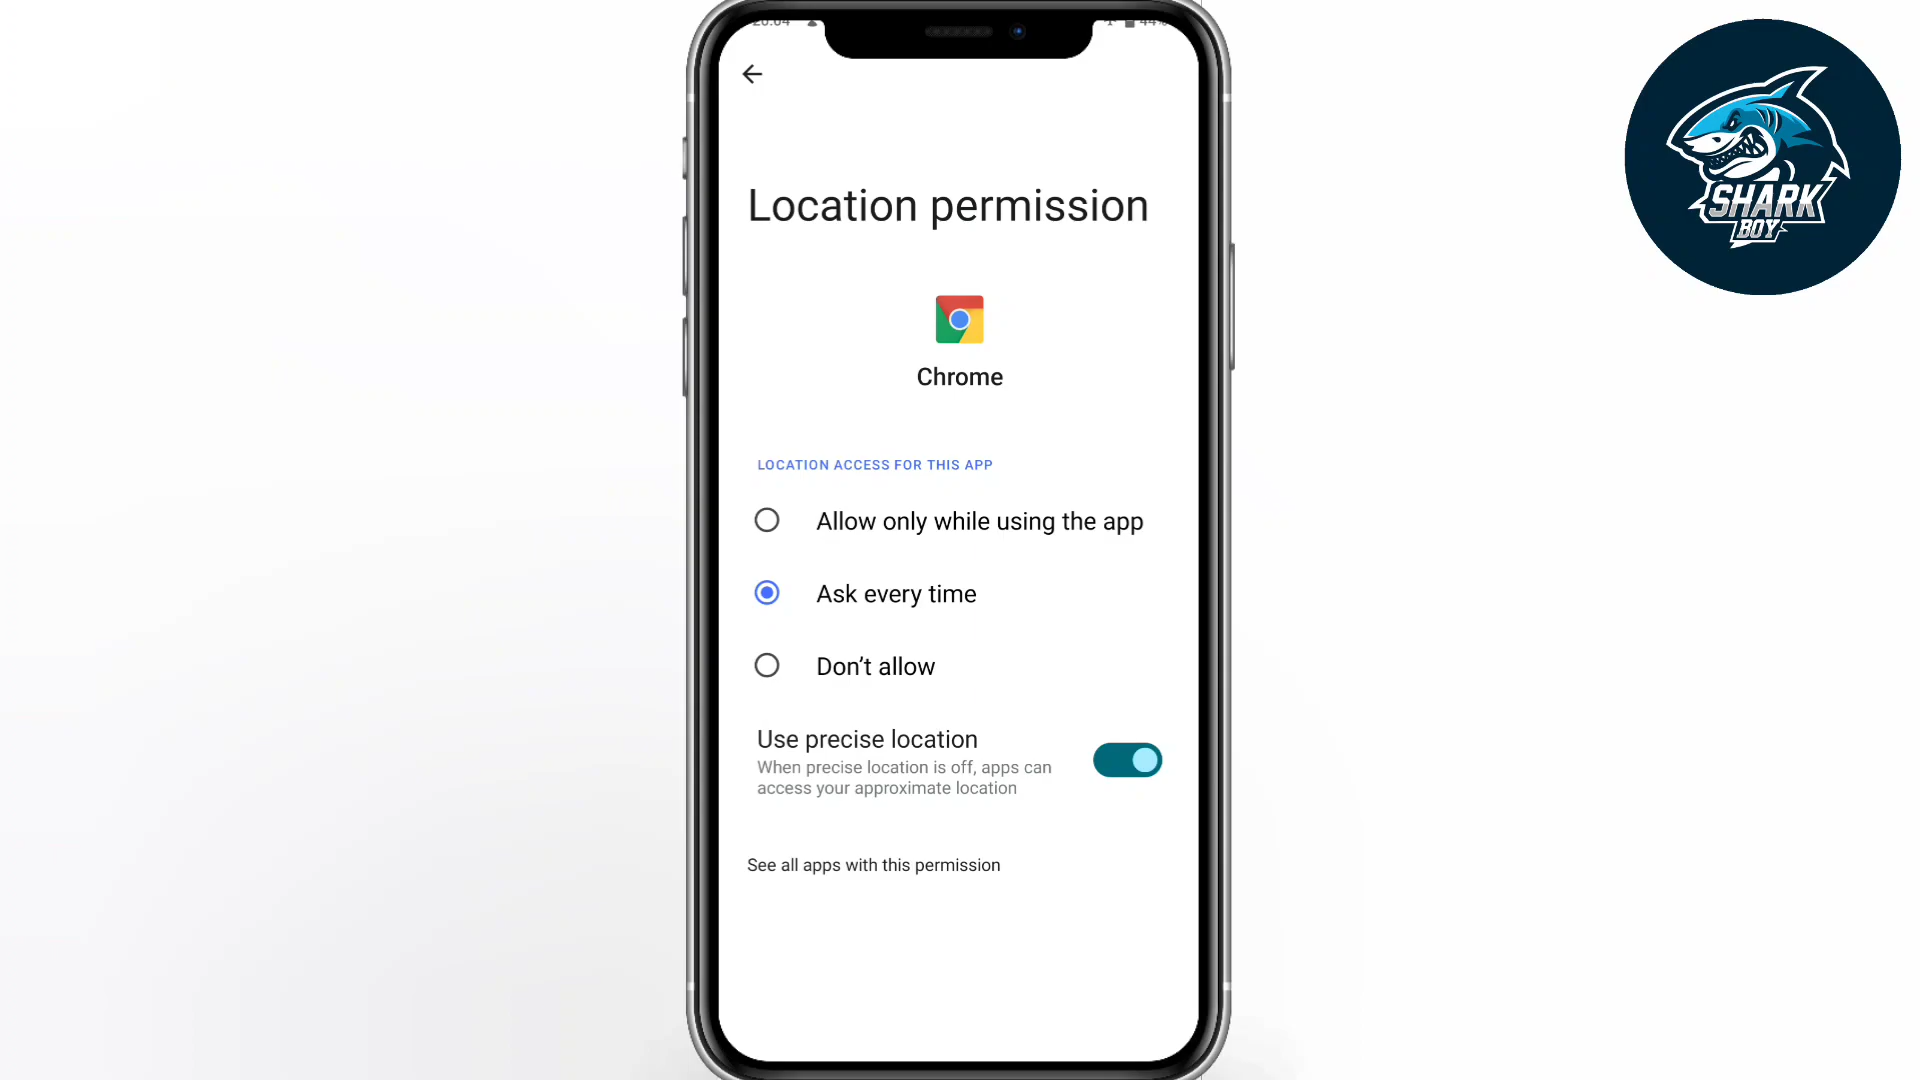 Location permission
Chrome
LOCATION ACCESS FOR THIS APP
Allow only while using the app
Ask every time
Don’t allow
Use precise location
When precise location is off, apps can
access your approximate location
See all apps with this permission
SHARK
BOY